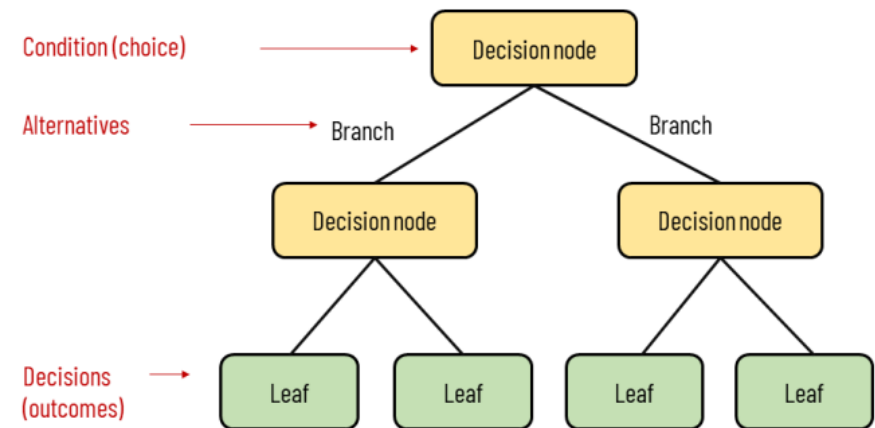 Condition (choice)
Decision node
Alternatives
Branch
Branch
Decision node
Decision node
Decisions
(outcomes)
Leaf
Leaf
Leaf
Leaf